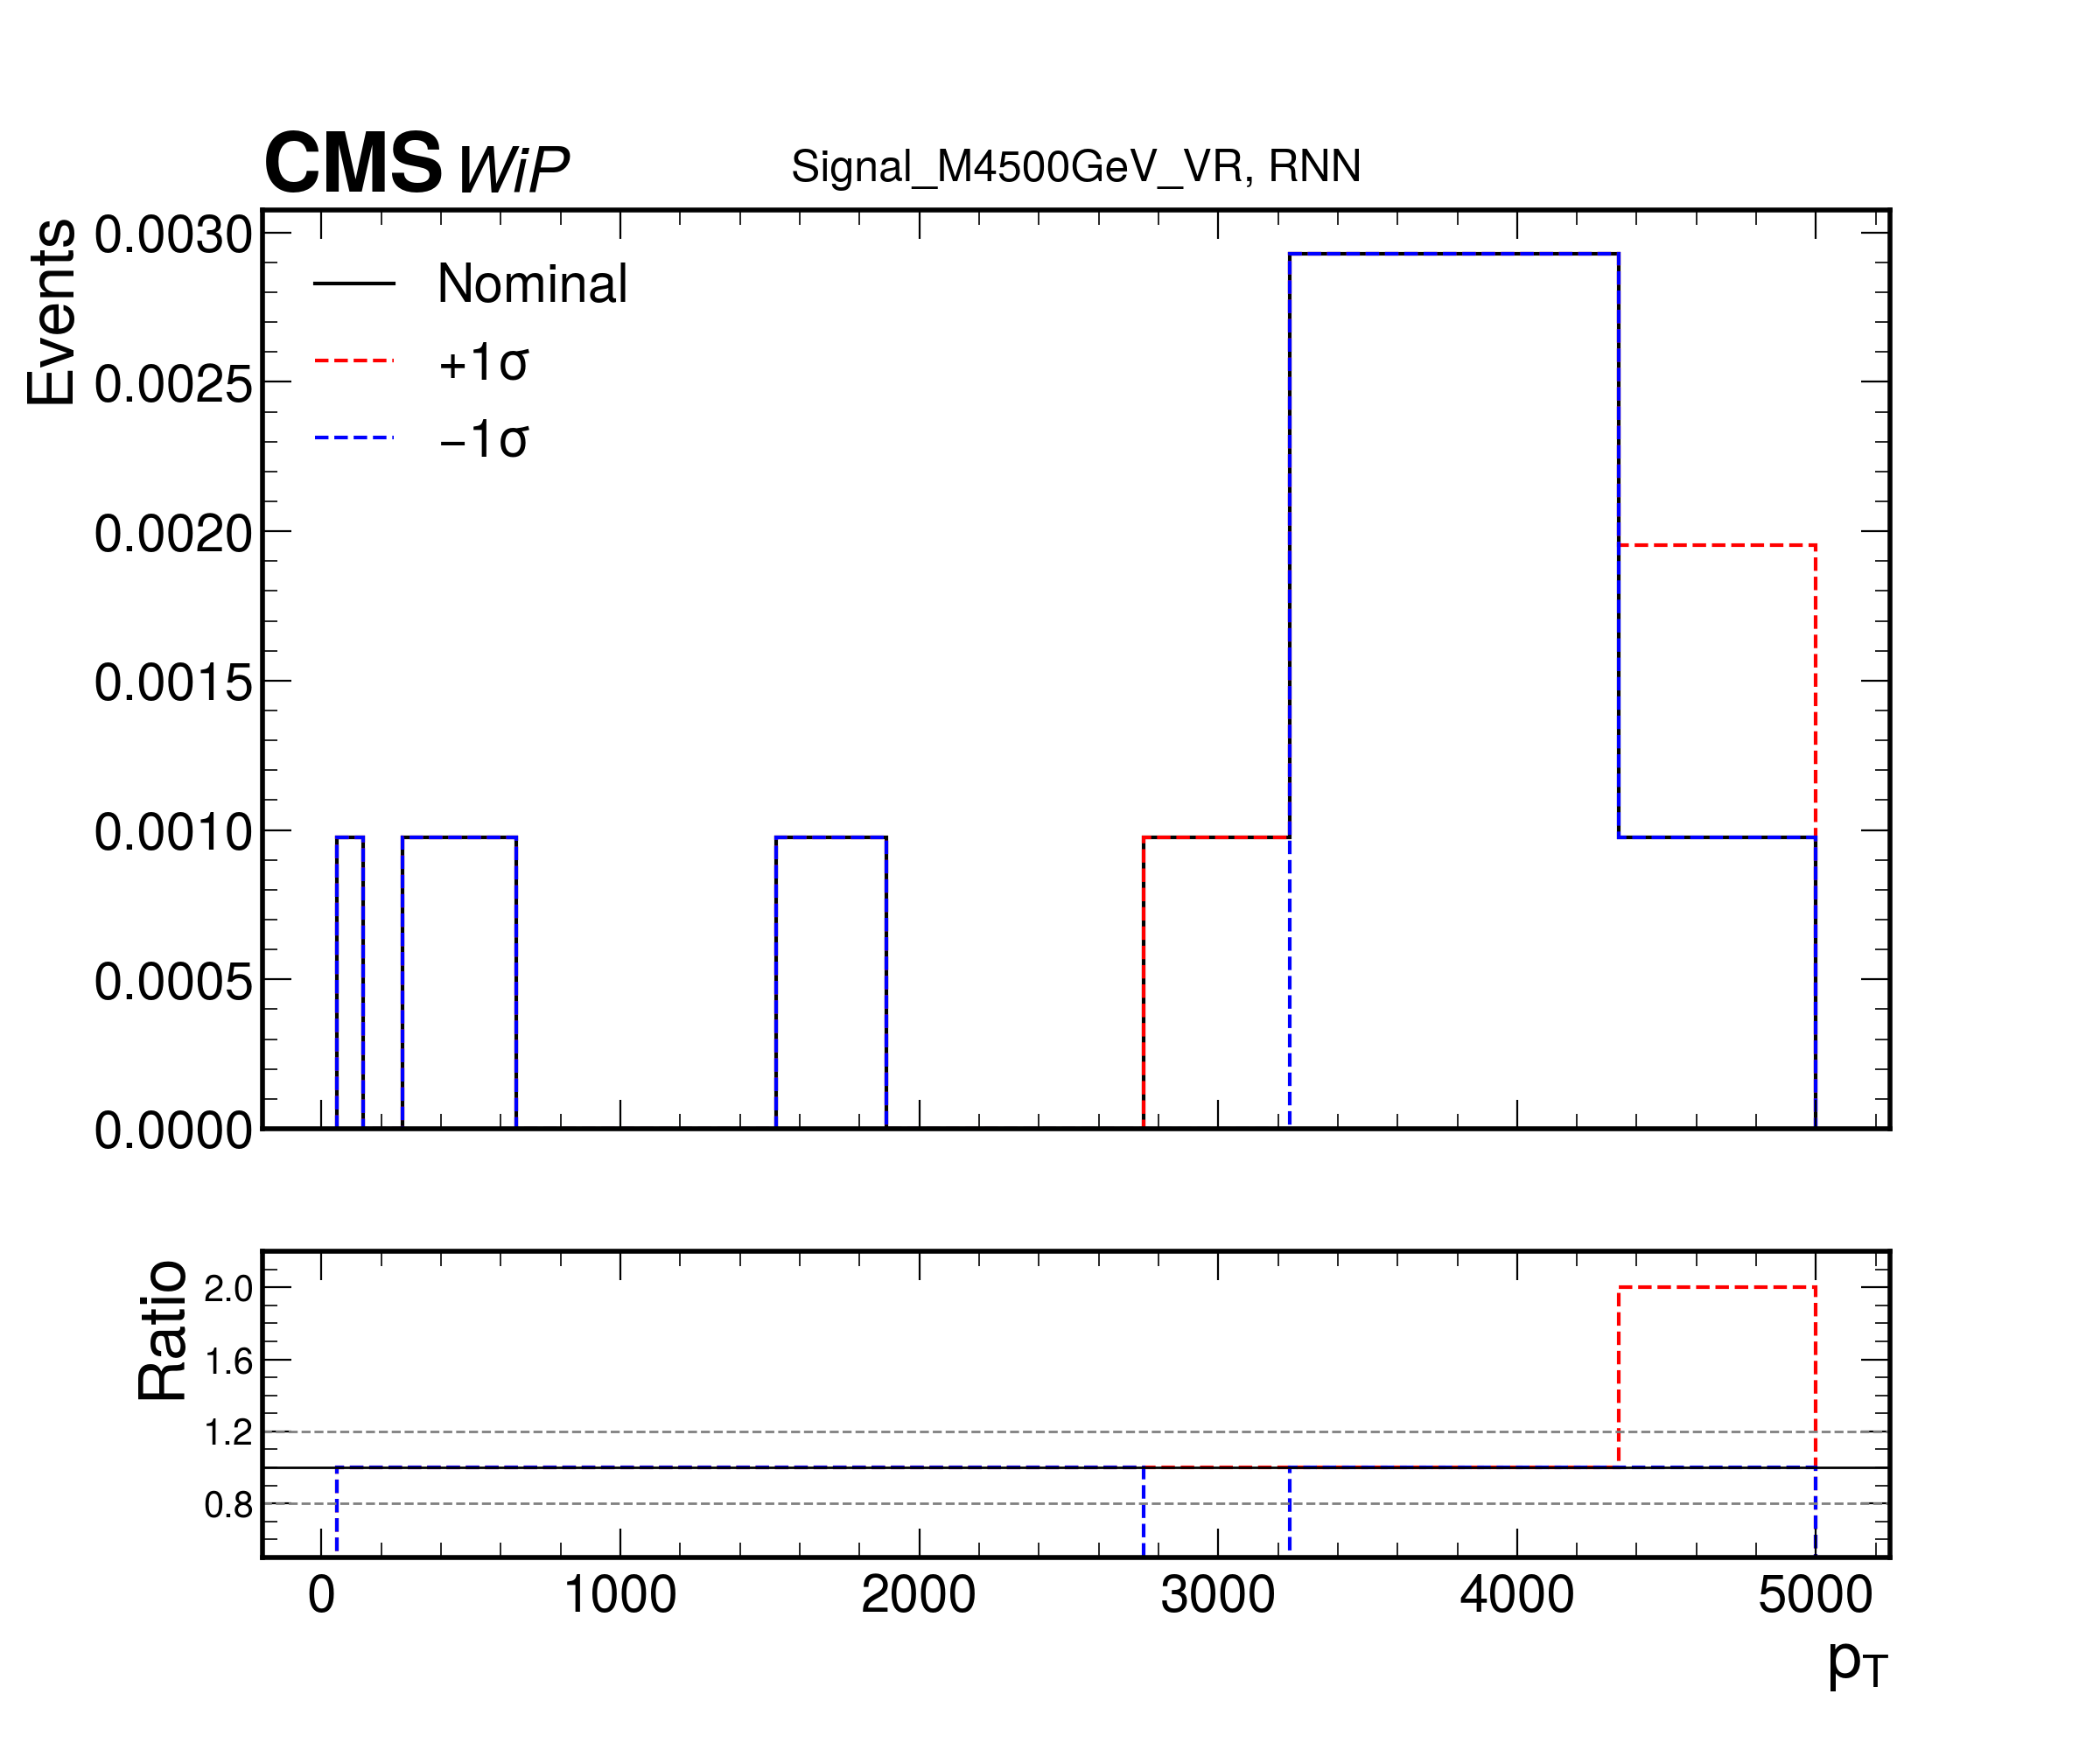 CMS WiP Signal_M4500GeV_VR, RNN
Events
0.0030
0.0025
0.0020
0.0015
0.0010
0.0005
0.0000
Nominal
+1σ
−1σ
Ratio
2.0
1.6
1.2
0.8
0 1000 2000 3000 4000 5000
pT